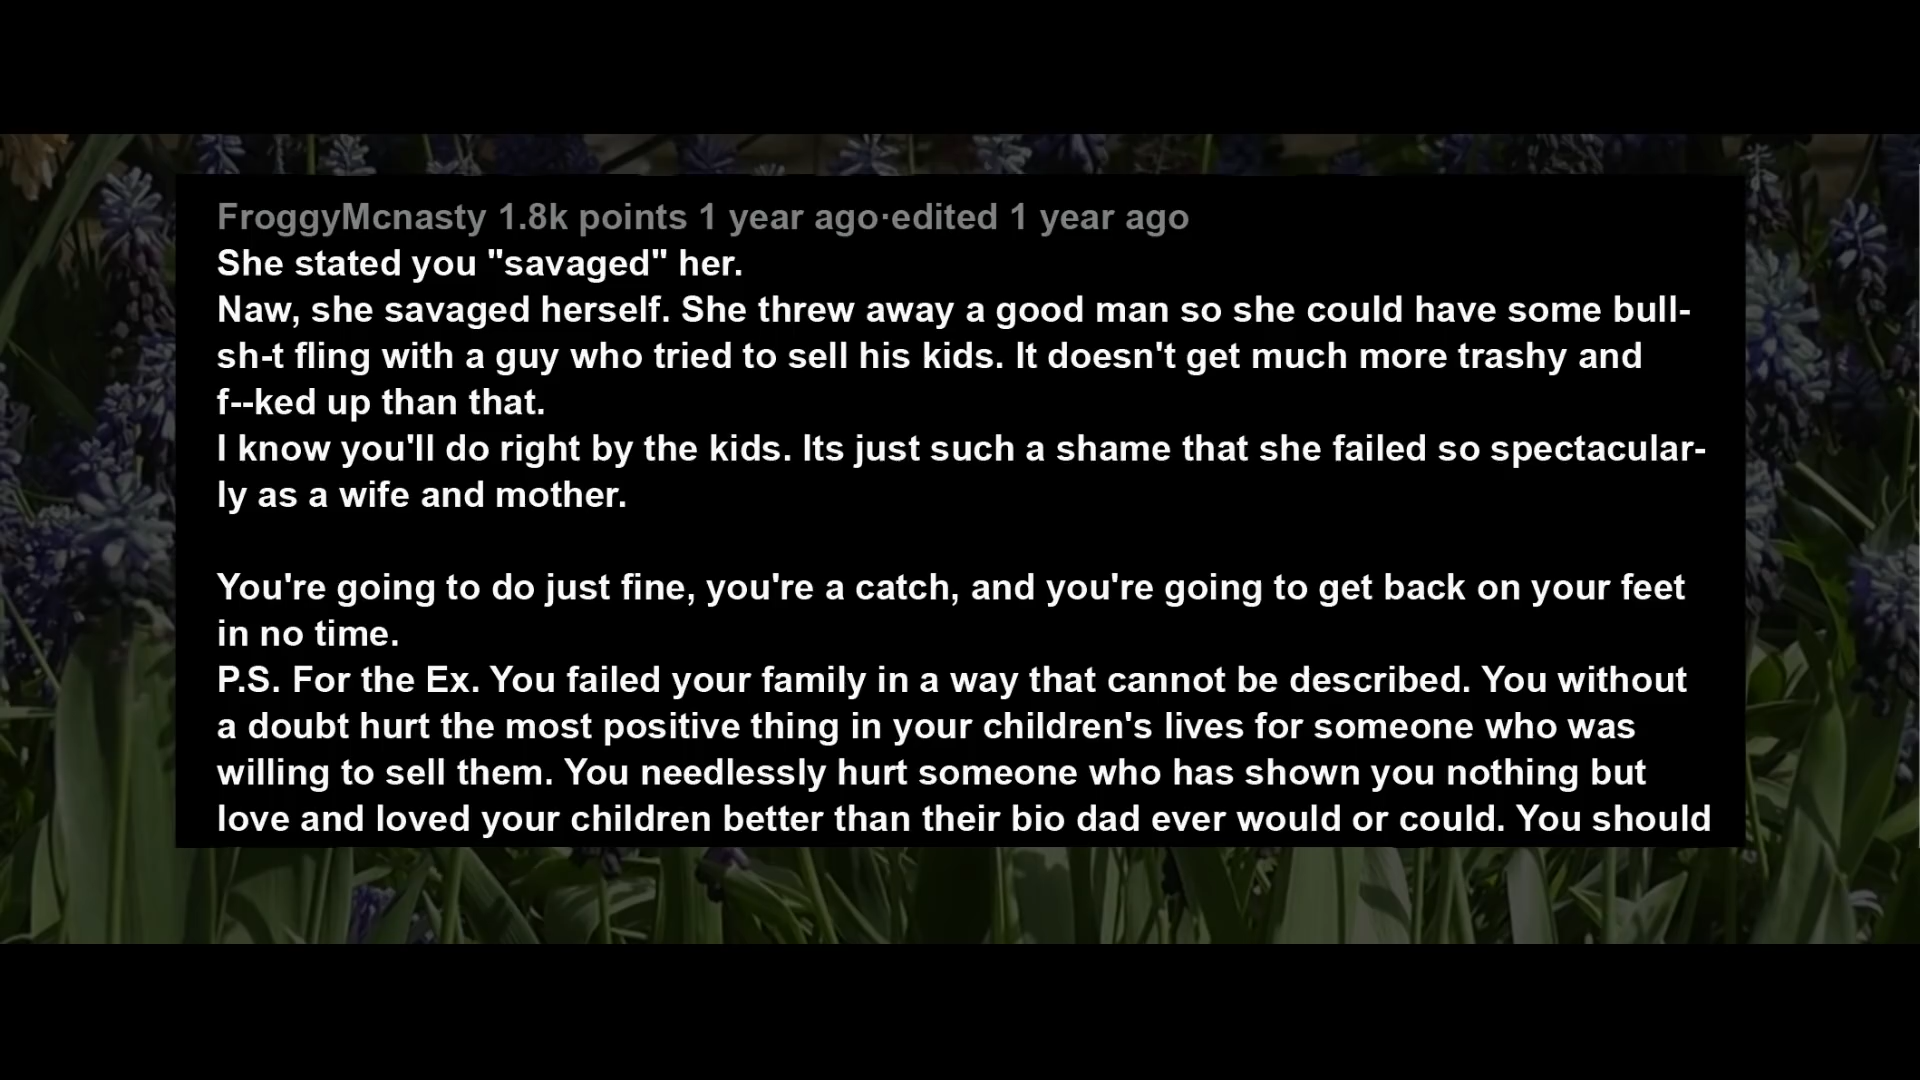 FroggyMcnasty 1.8k points 1 year ago·edited 1 year ago
She stated you "savaged" her.
Naw, she savaged herself. She threw away a good man so she could have some bull-
sh-t fling with a guy who tried to sell his kids. It doesn't get much more trashy and
f--ked up than that.
I know you'll do right by the kids. Its just such a shame that she failed so spectacular-
ly as a wife and mother.
You're going to do just fine, you're a catch, and you're going to get back on your feet
in no time.
P.S. For the Ex. You failed your family in a way that cannot be described. You without
a doubt hurt the most positive thing in your children's lives for someone who was
willing to sell them. You needlessly hurt someone who has shown you nothing but
love and loved your children better than their bio dad ever would or could. You should